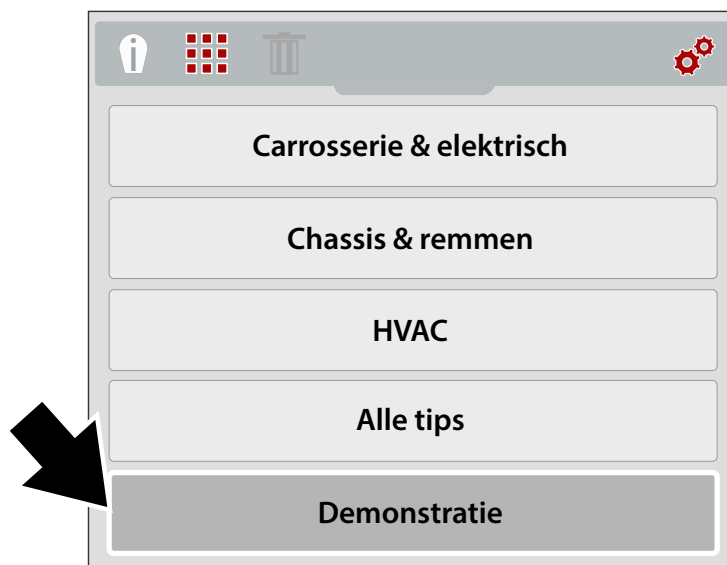 Carrosserie & elektrisch
Chassis & remmen
HVAC
Alle tips
Demonstratie